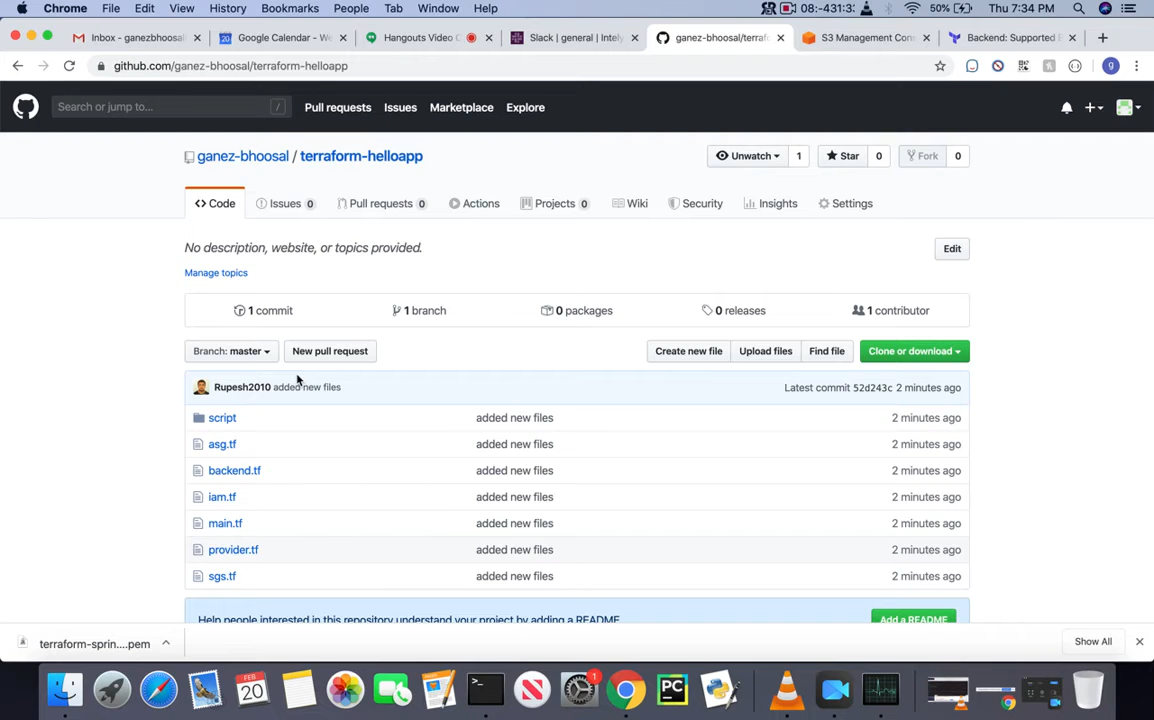 Chrome File Edit View History Bookmarks People Tab Window Help 08:-431:3 50% Thu 7:34 PM
Inbox - ganezbhoosal Google Calendar - We Hangouts Video C Slack | general | Intely ganez-bhoosal/terraf S3 Management Con Backend: Supported B
github.com/ganez-bhoosal/terraform-helloapp g
Search or jump to... / Pull requests Issues Marketplace Explore
ganez-bhoosal / terraform-helloapp Unwatch 1 Star 0 Fork 0
Code Issues 0 Pull requests 0 Actions Projects 0 Wiki Security Insights Settings
No description, website, or topics provided. Edit
Manage topics
1 commit 1 branch 0 packages 0 releases 1 contributor
Branch: master New pull request Create new file Upload files Find file Clone or download
Rupesh2010 added new files Latest commit 52d243c 2 minutes ago
script added new files 2 minutes ago
asg.tf added new files 2 minutes ago
backend.tf added new files 2 minutes ago
iam.tf added new files 2 minutes ago
main.tf added new files 2 minutes ago
provider.tf added new files 2 minutes ago
sgs.tf added new files 2 minutes ago
Help people interested in this repository understand your project by adding a README. Add a README
terraform-sprin....pem Show All
FEB
20
1
PC